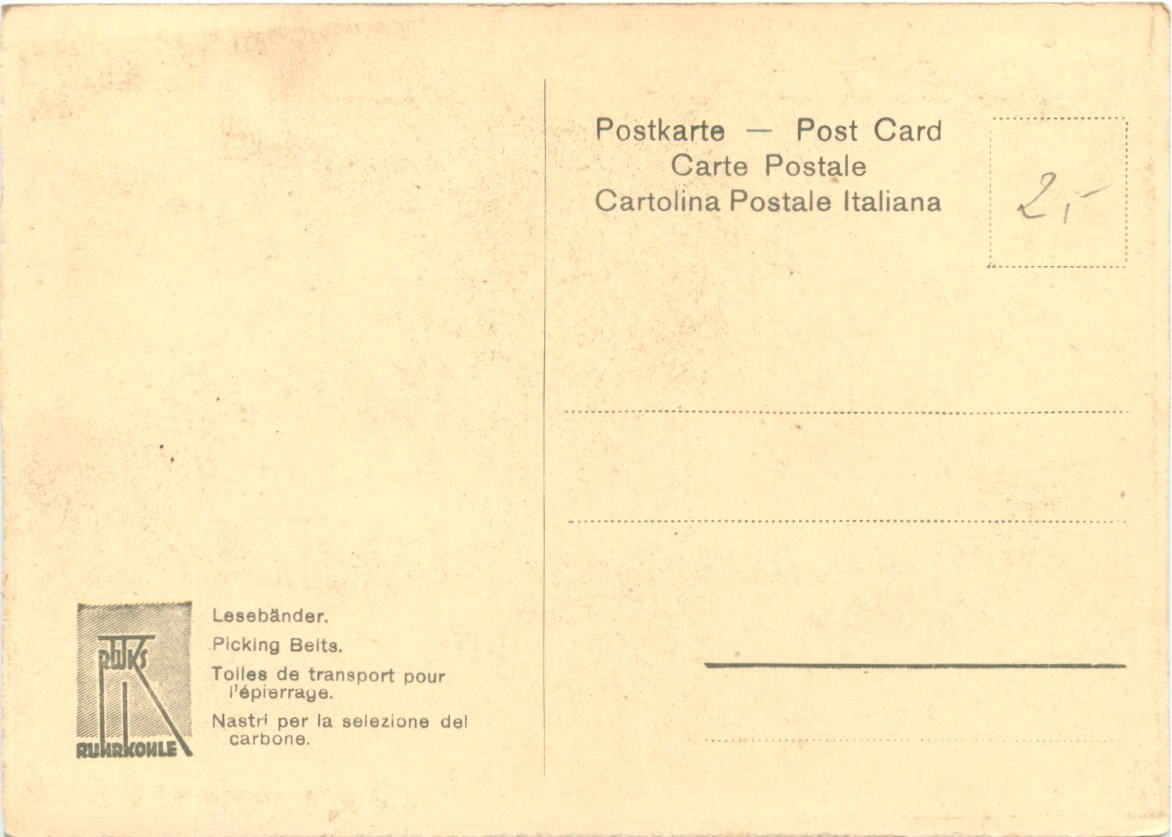 Postkarte — Post Card
Carte Postale
Cartolina Postale Italiana
2,-
Lesebänder.
Picking Belts.
Toiles de transport pour
l'épierrage.
Nastri per la selezione del
carbone.
RWKS
RUHRKOHLE